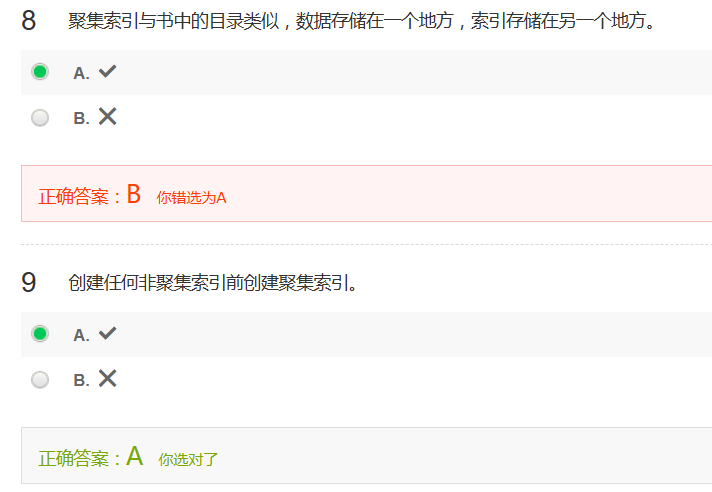 8 聚集索引与书中的目录类似，数据存储在一个地方，索引存储在另一个地方。
A.
B.
正确答案：B 你错选为A
9 创建任何非聚集索引前创建聚集索引。
A.
B.
正确答案：A 你选对了